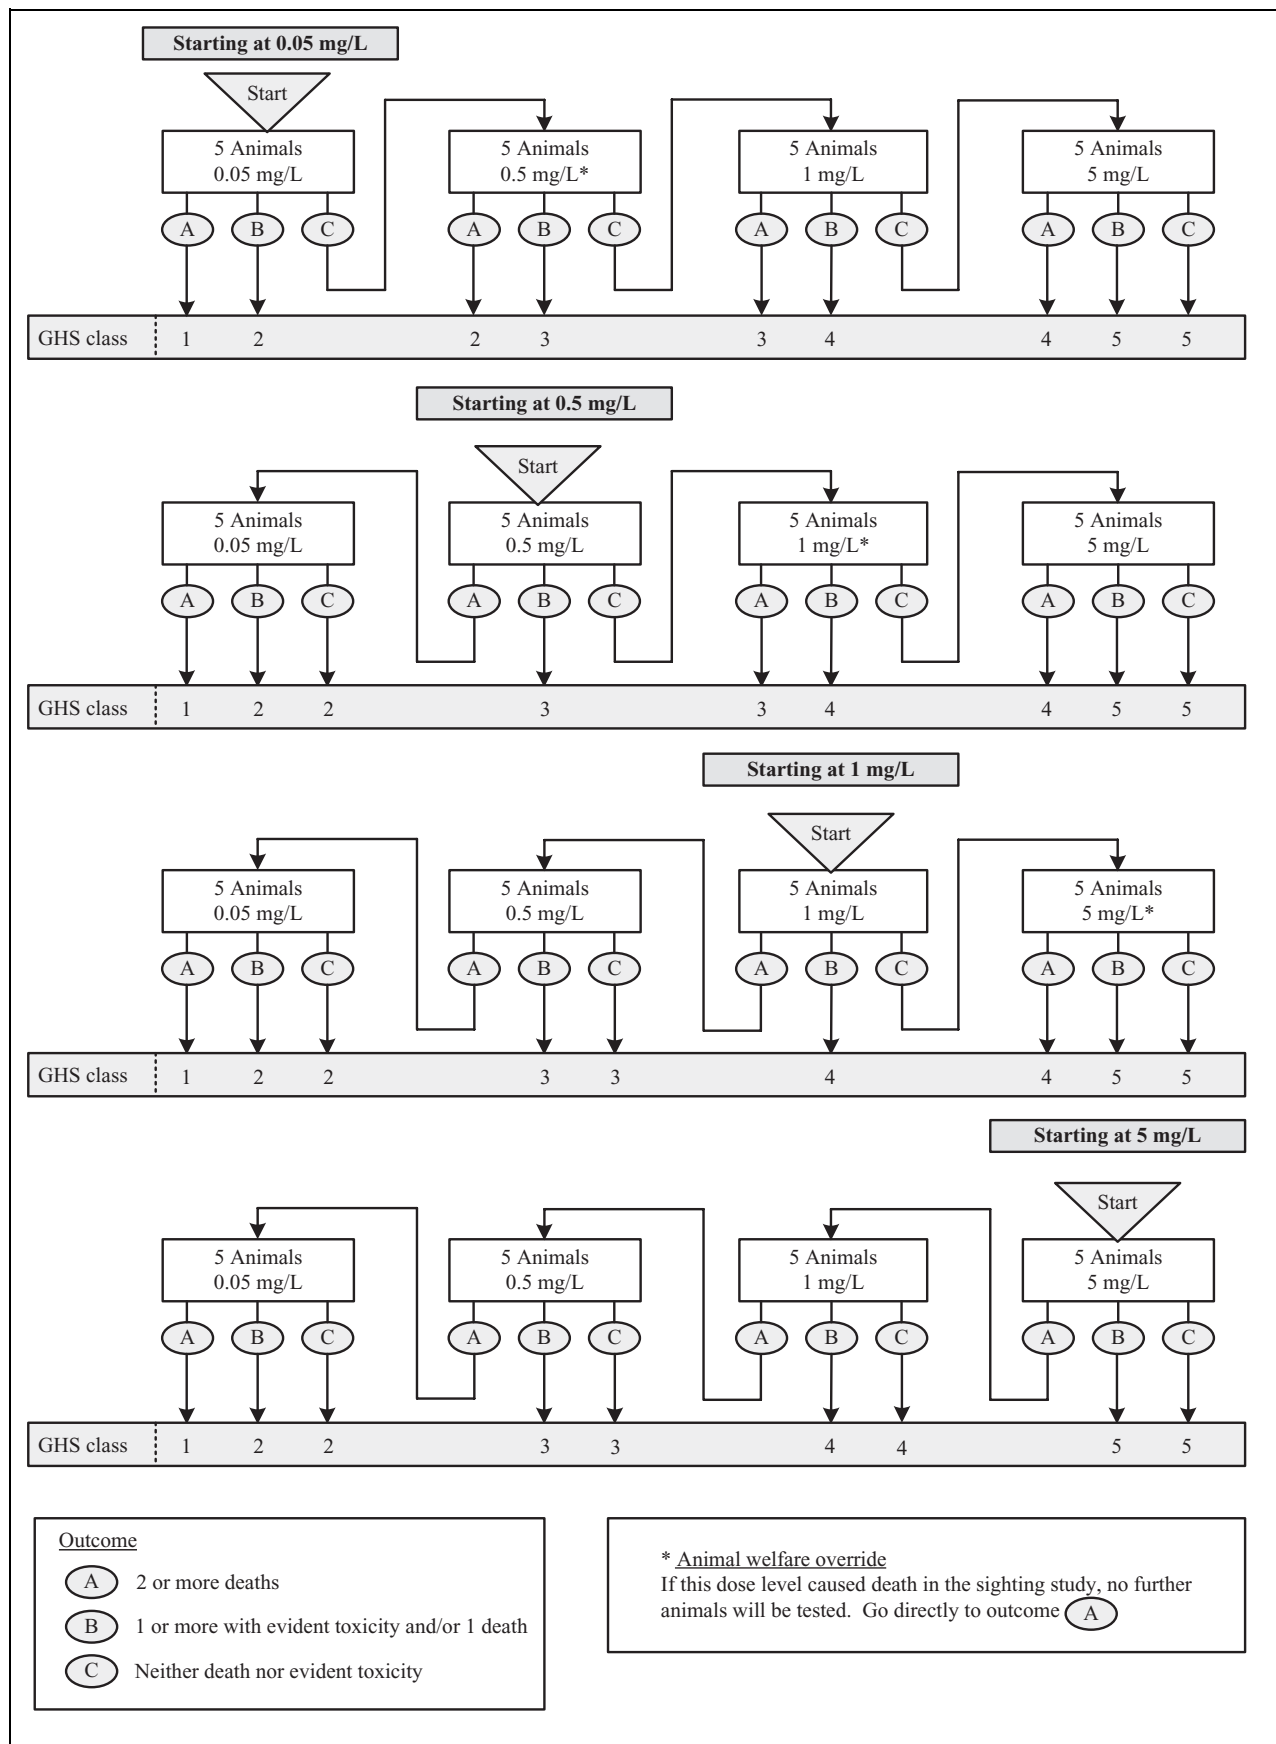 Starting at 0.05 mg/L
Start
5 Animals 5 Animals 5 Animals 5 Animals
0.05 mg/L 0.5 mg/L* 1 mg/L 5 mg/L
A B C A B C A B C A B C
GHS class 1 2 2 3 3 4 4 5 5
Starting at 0.5 mg/L
Start
5 Animals 5 Animals 5 Animals 5 Animals
0.05 mg/L 0.5 mg/L 1 mg/L* 5 mg/L
A B C A B C A B C A B C
GHS class 1 2 2 3 3 4 4 5 5
Starting at 1 mg/L
Start
5 Animals 5 Animals 5 Animals 5 Animals
0.05 mg/L 0.5 mg/L 1 mg/L 5 mg/L*
A B C A B C A B C A B C
GHS class 1 2 2 3 3 4 4 5 5
Starting at 5 mg/L
Start
5 Animals 5 Animals 5 Animals 5 Animals
0.05 mg/L 0.5 mg/L 1 mg/L 5 mg/L
A B C A B C A B C A B C
GHS class 1 2 2 3 3 4 4 5 5
Outcome
A 2 or more deaths
B 1 or more with evident toxicity and/or 1 death
C Neither death nor evident toxicity
* Animal welfare override
If this dose level caused death in the sighting study, no further
animals will be tested. Go directly to outcome A